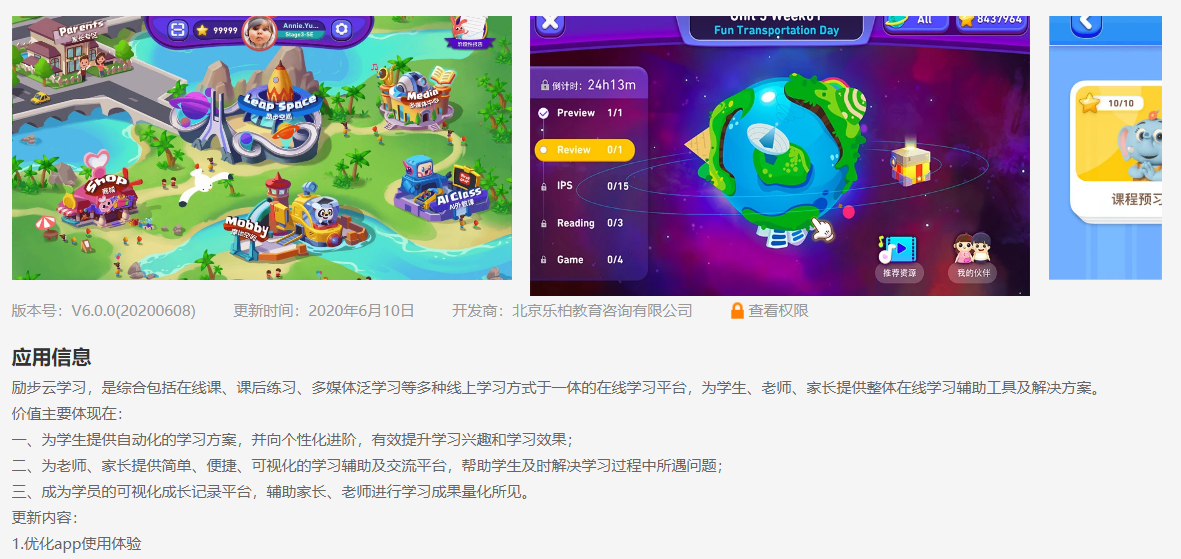 Parents
家长专区
99999
Annie.Yu...
Stage3-S8
阶段性报告
Leap Space
励步空间
Media
多媒体中心
Shop
商城
Mobby
摩比空间
AI Class
AI外教课
Unit 5 Week01
Fun Transportation Day
All
8437964
倒计时: 24h13m
Preview 1/1
Review 0/1
IPS 0/15
Reading 0/3
Game 0/4
推荐资源
我的伙伴
10/10
课程预习
版本号：V6.0.0(20200608) 更新时间：2020年6月10日 开发商：北京乐柏教育咨询有限公司 查看权限
应用信息
励步云学习，是综合包括在线课、课后练习、多媒体泛学习等多种线上学习方式于一体的在线学习平台，为学生、老师、家长提供整体在线学习辅助工具及解决方案。
价值主要体现在：
一、为学生提供自动化的学习方案，并向个性化进阶，有效提升学习兴趣和学习效果；
二、为老师、家长提供简单、便捷、可视化的学习辅助及交流平台，帮助学生及时解决学习过程中所遇问题；
三、成为学员的可视化成长记录平台，辅助家长、老师进行学习成果量化所见。
更新内容：
1.优化app使用体验